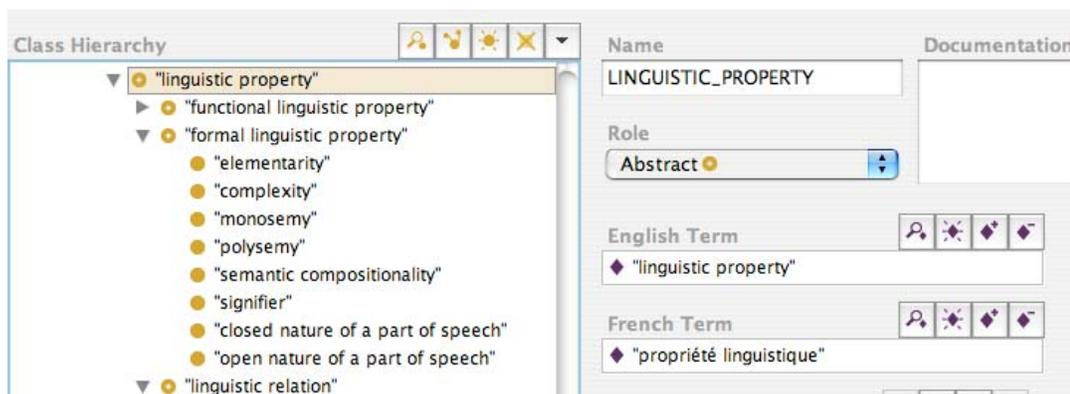 Class Hierarchy
"linguistic property"
"functional linguistic property"
"formal linguistic property"
"elementarity"
"complexity"
"monosemy"
"polysemy"
"semantic compositionality"
"signifier"
"closed nature of a part of speech"
"open nature of a part of speech"
"linguistic relation"
Name
LINGUISTIC_PROPERTY
Documentation
Role
Abstract
English Term
"linguistic property"
French Term
"propriété linguistique"